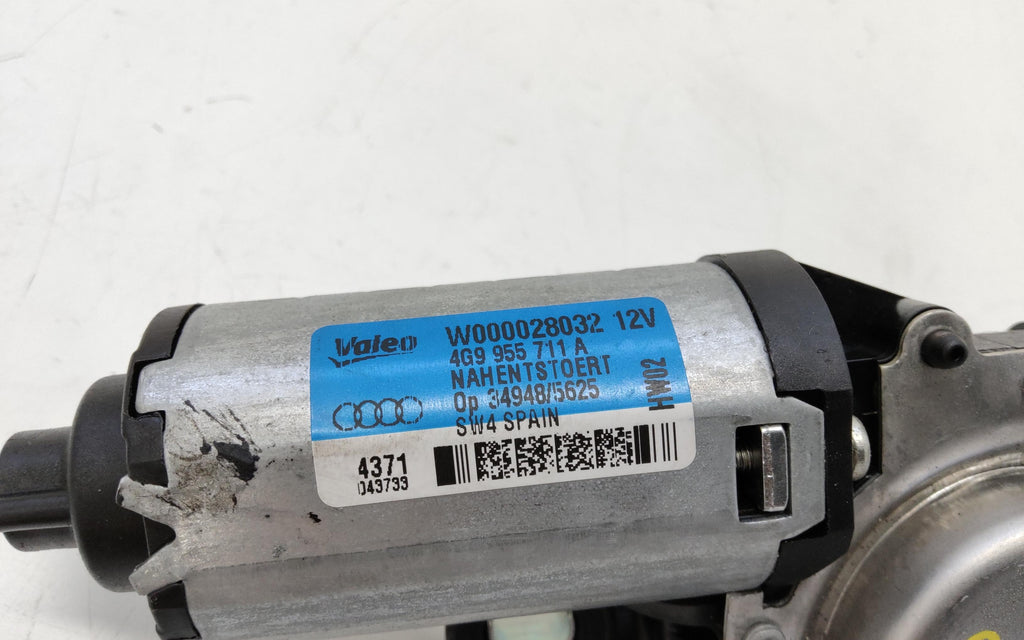 Valeo W000028032 12V
4G9 955 711 A
NAHENTSTOERT
Op 34948/5625
SW4 SPAIN
HW02
4371
043733